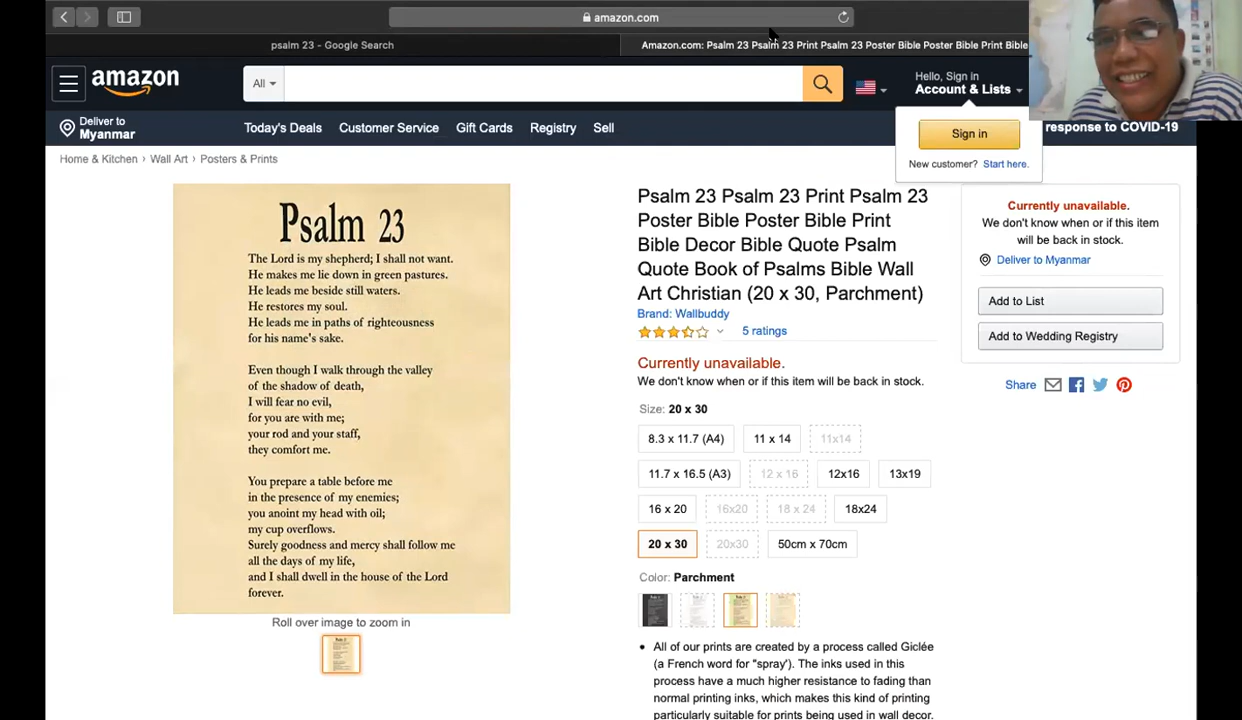 amazon.com
psalm 23 - Google Search
Amazon.com: Psalm 23 Psalm 23 Print Psalm 23 Poster Bible Poster Bible Print Bible
amazon
All
Hello, Sign in
Account & Lists
Deliver to
Myanmar
Today's Deals
Customer Service
Gift Cards
Registry
Sell
response to COVID-19
Sign in
New customer? Start here.
Home & Kitchen › Wall Art › Posters & Prints
Psalm 23
The Lord is my shepherd; I shall not want.
He makes me lie down in green pastures.
He leads me beside still waters.
He restores my soul.
He leads me in paths of righteousness
for his name's sake.
Even though I walk through the valley
of the shadow of death,
I will fear no evil,
for you are with me;
your rod and your staff,
they comfort me.
You prepare a table before me
in the presence of my enemies;
you anoint my head with oil;
my cup overflows.
Surely goodness and mercy shall follow me
all the days of my life,
and I shall dwell in the house of the Lord
forever.
Roll over image to zoom in
Psalm 23 Psalm 23 Print Psalm 23
Poster Bible Poster Bible Print
Bible Decor Bible Quote Psalm
Quote Book of Psalms Bible Wall
Art Christian (20 x 30, Parchment)
Brand: Wallbuddy
5 ratings
Currently unavailable.
We don't know when or if this item will be back in stock.
Size: 20 x 30
8.3 x 11.7 (A4)
11 x 14
11x14
11.7 x 16.5 (A3)
12 x 16
12x16
13x19
16 x 20
16x20
18 x 24
18x24
20 x 30
20x30
50cm x 70cm
Color: Parchment
• All of our prints are created by a process called Giclée
(a French word for "spray'). The inks used in this
process have a much higher resistance to fading than
normal printing inks, which makes this kind of printing
particularly suitable for prints being used in wall decor.
Currently unavailable.
We don't know when or if this item
will be back in stock.
Deliver to Myanmar
Add to List
Add to Wedding Registry
Share